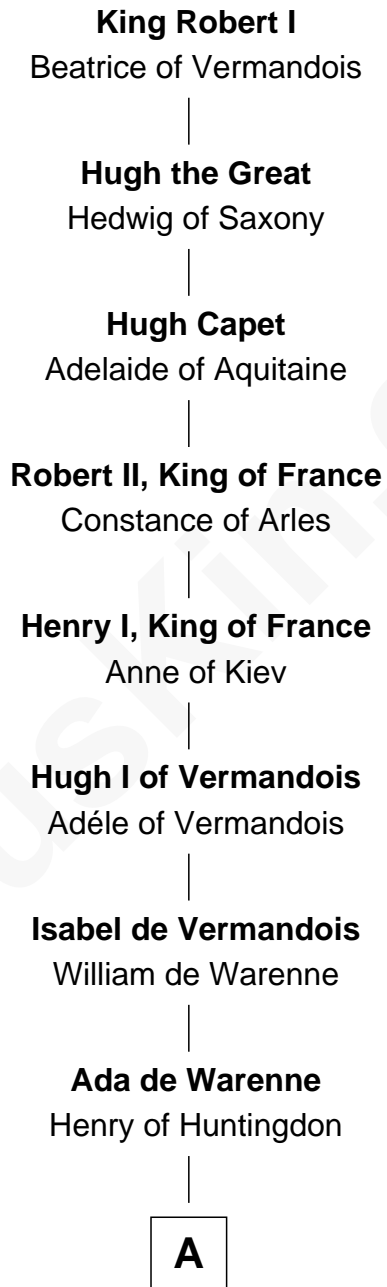 King Robert I
Beatrice of Vermandois
Hugh the Great
Hedwig of Saxony
Hugh Capet
Adelaide of Aquitaine
Robert II, King of France
Constance of Arles
Henry I, King of France
Anne of Kiev
Hugh I of Vermandois
Adéle of Vermandois
Isabel de Vermandois
William de Warenne
Ada de Warenne
Henry of Huntingdon
A